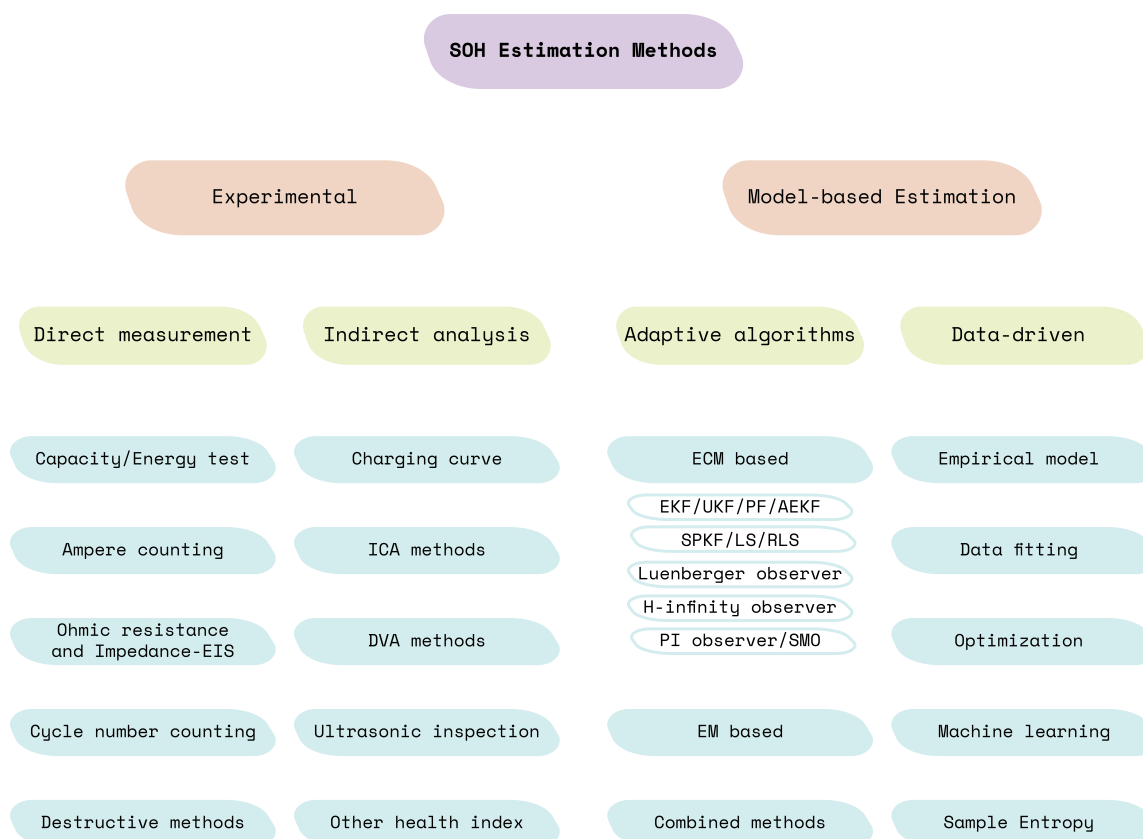 SOH Estimation Methods
Experimental
Model-based Estimation
Direct measurement
Indirect analysis
Adaptive algorithms
Data-driven
Capacity/Energy test
Charging curve
ECM based
Empirical model
EKF/UKF/PF/AEKF
SPKF/LS/RLS
Luenberger observer
H-infinity observer
PI observer/SMO
Ampere counting
ICA methods
Data fitting
Ohmic resistance
and Impedance-EIS
DVA methods
Optimization
Cycle number counting
Ultrasonic inspection
EM based
Machine learning
Destructive methods
Other health index
Combined methods
Sample Entropy